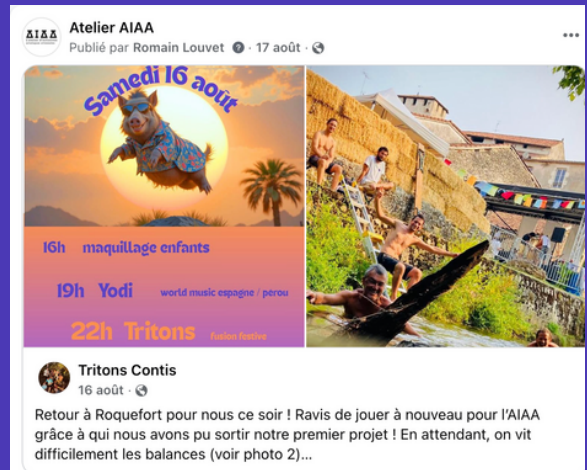 AIAA
Atelier AIAA
Publié par Romain Louvet · 17 août ·
Samedi 16 août
16h maquillage enfants
19h Yodi world music espagne / perou
22h Tritons fusion festive
Tritons Contis
16 août ·
Retour à Roquefort pour nous ce soir ! Ravis de jouer à nouveau pour l'AIAA
grâce à qui nous avons pu sortir notre premier projet ! En attendant, on vit
difficilement les balances (voir photo 2)...